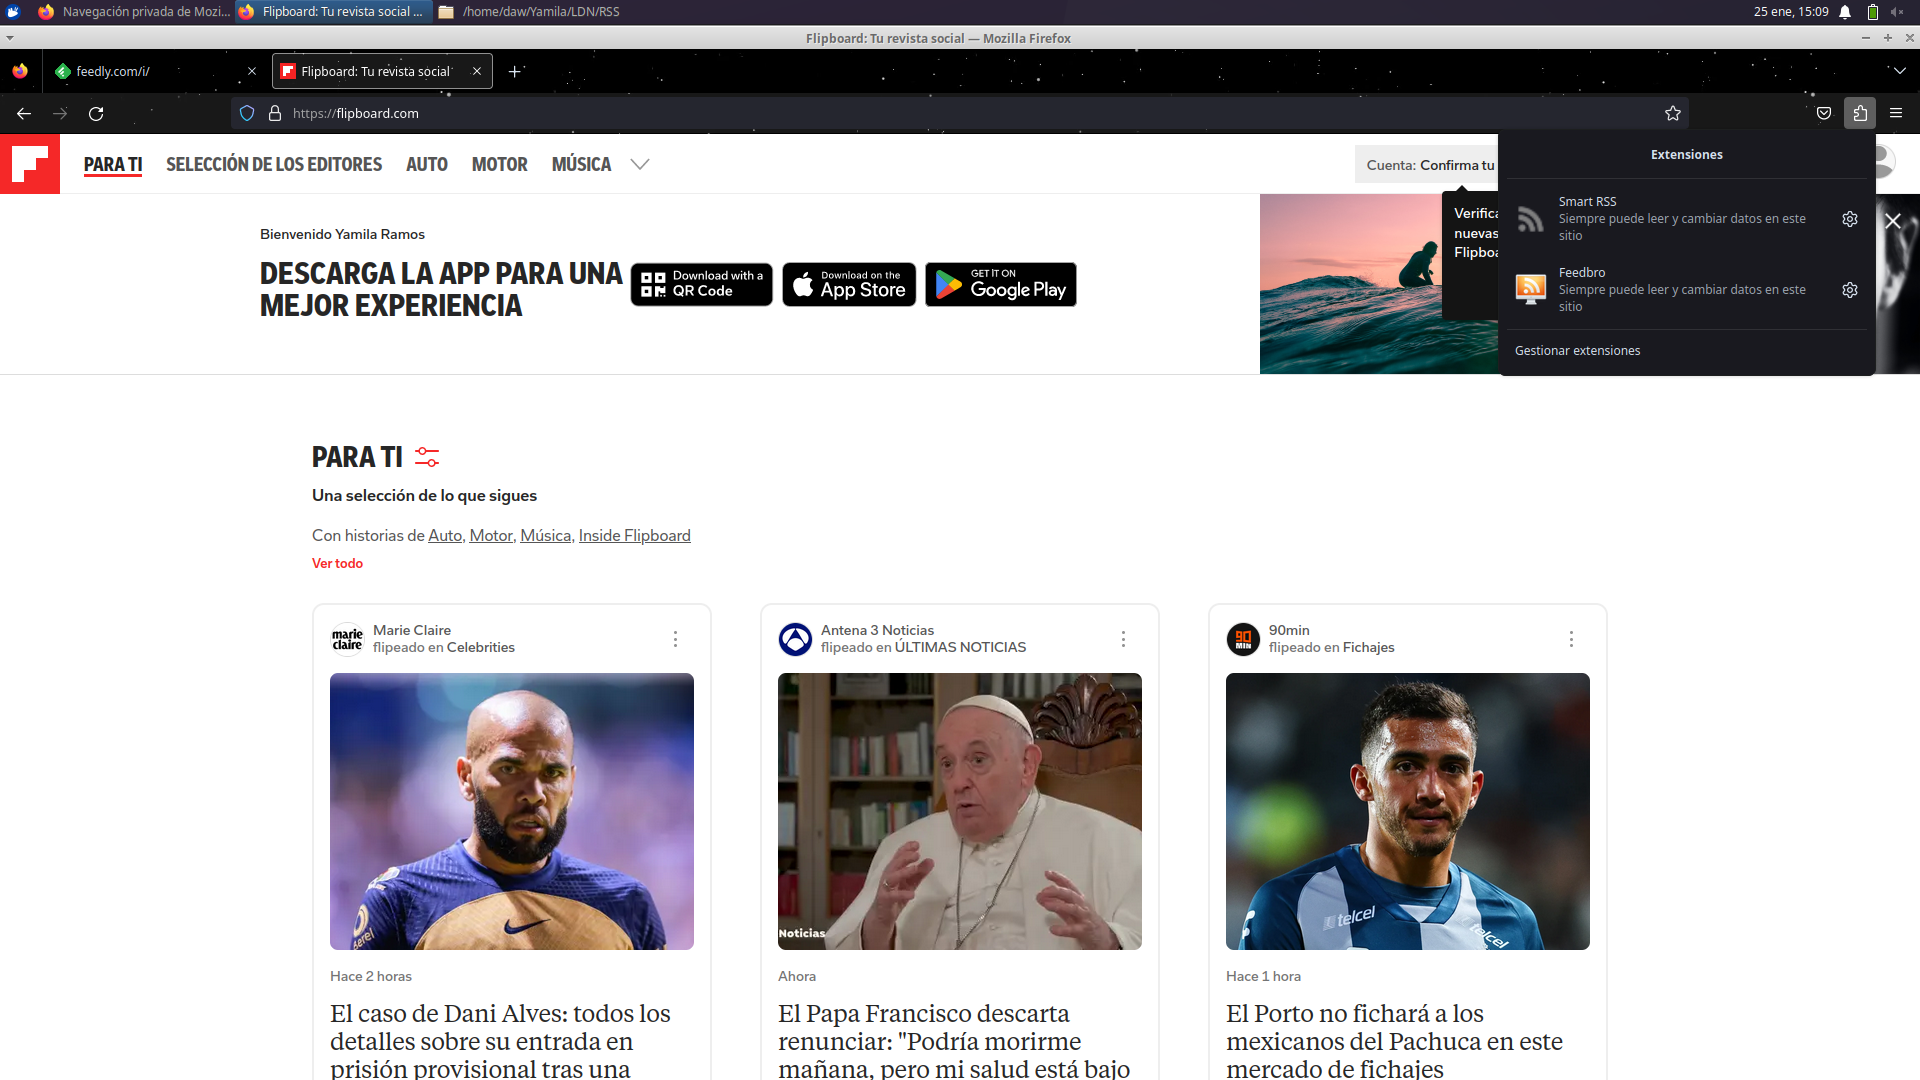 Navegación privada de Mozi...
Flipboard: Tu revista social ...
/home/daw/Yamila/LDN/RSS
25 ene, 15:09
Flipboard: Tu revista social — Mozilla Firefox
feedly.com/i/
Flipboard: Tu revista social
https://flipboard.com
PARA TI
SELECCIÓN DE LOS EDITORES
AUTO
MOTOR
MÚSICA
Cuenta: Confirma tu
Extensiones
Smart RSS
Siempre puede leer y cambiar datos en este
sitio
Feedbro
Siempre puede leer y cambiar datos en este
sitio
Gestionar extensiones
Verifica
nuevas
Flipboa
Bienvenido Yamila Ramos
DESCARGA LA APP PARA UNA
MEJOR EXPERIENCIA
Download with a
QR Code
Download on the
App Store
GET IT ON
Google Play
PARA TI
Una selección de lo que sigues
Con historias de Auto, Motor, Música, Inside Flipboard
Ver todo
marie
claire
Marie Claire
flipeado en Celebrities
Antena 3 Noticias
flipeado en ÚLTIMAS NOTICIAS
90
MIN
90min
flipeado en Fichajes
Noticias
telcel
telcel
Hace 2 horas
El caso de Dani Alves: todos los
detalles sobre su entrada en
prisión provisional tras una
Ahora
El Papa Francisco descarta
renunciar: "Podría morirme
mañana, pero mi salud está bajo
Hace 1 hora
El Porto no fichará a los
mexicanos del Pachuca en este
mercado de fichajes